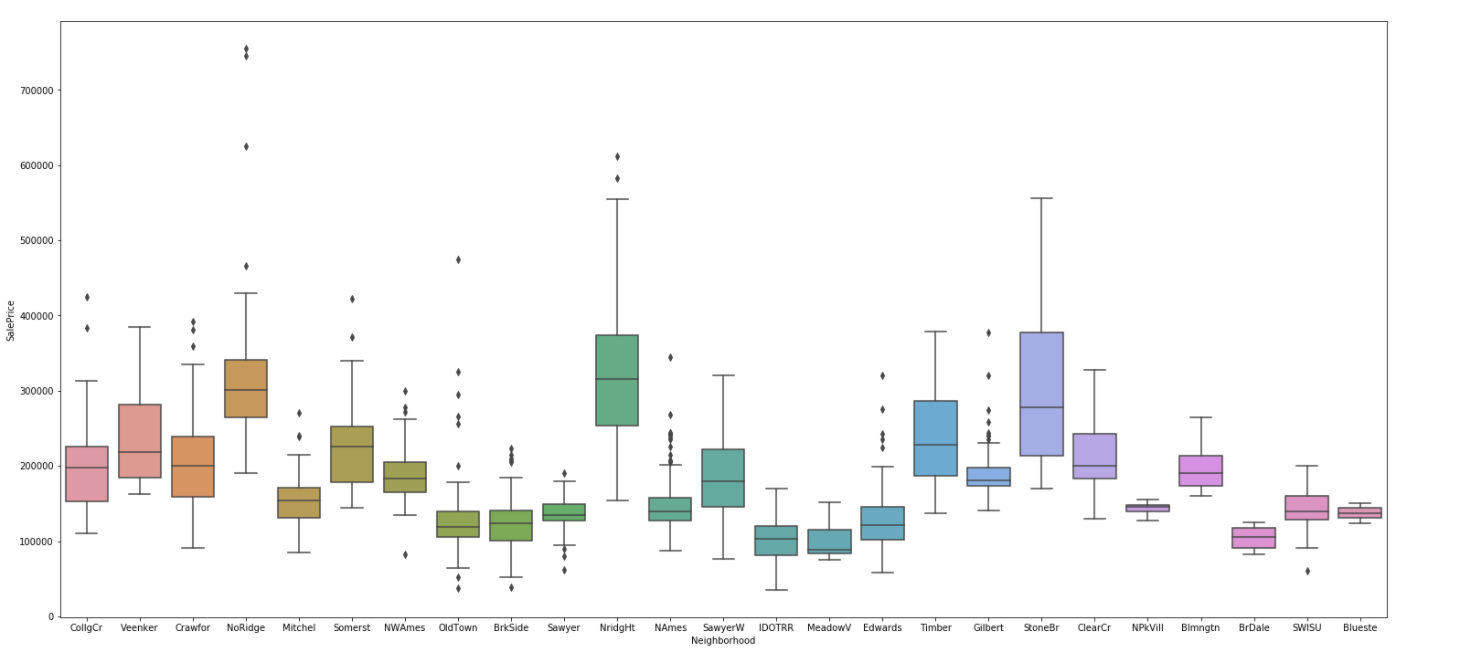 700000
600000
500000
400000
300000
200000
100000
0
SalePrice
CollgCr Veenker Crawfor NoRidge Mitchel Somerst NWAmes OldTown BrkSide Sawyer NridgHt NAmes SawyerW IDOTRR MeadowV Edwards Timber Gilbert StoneBr ClearCr NPkVill Blmngtn BrDale SWISU Blueste
Neighborhood